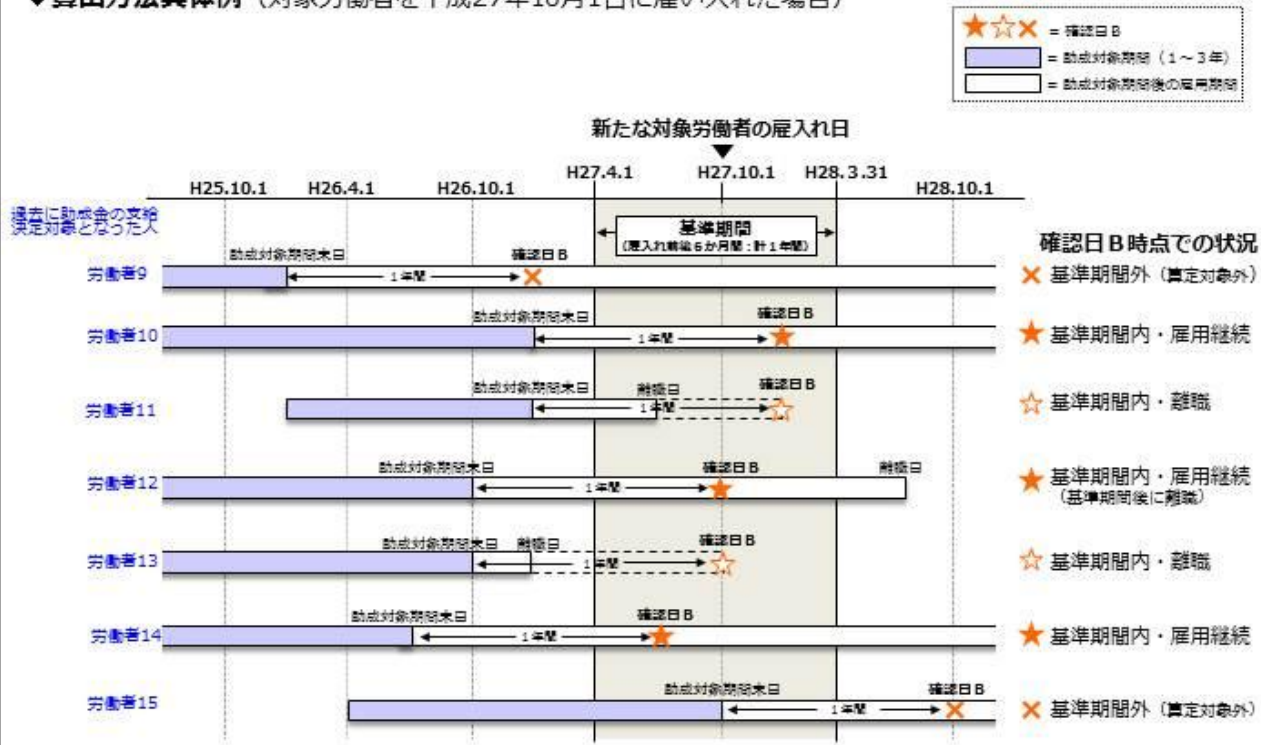 ◆算出方法具体例（対象労働者を平成27年10月1日に雇い入れた場合）
★☆✕ = 確認日B
= 助成対象期間（1～3年）
= 助成対象期間後の雇用期間
新たな対象労働者の雇入れ日
▼
H25.10.1 H26.4.1 H26.10.1 H27.4.1 H27.10.1 H28.3.31 H28.10.1
過去に助成金の支給
決定対象となった人
基準期間
（雇入れ前後6か月間：計1年間）
確認日B時点での状況
助成対象期間末日 確認日B
労働者9 1年間 ✕ ✕ 基準期間外（算定対象外）
助成対象期間末日 確認日B
労働者10 1年間 ★ ★ 基準期間内・雇用継続
助成対象期間末日 離職日 確認日B
労働者11 1年間 ☆ ☆ 基準期間内・離職
助成対象期間末日 確認日B 離職日
労働者12 1年間 ★ ★ 基準期間内・雇用継続
（基準期間後に離職）
助成対象期間末日 離職日 確認日B
労働者13 1年間 ☆ ☆ 基準期間内・離職
助成対象期間末日 確認日B
労働者14 1年間 ★ ★ 基準期間内・雇用継続
助成対象期間末日 確認日B
労働者15 1年間 ✕ ✕ 基準期間外（算定対象外）